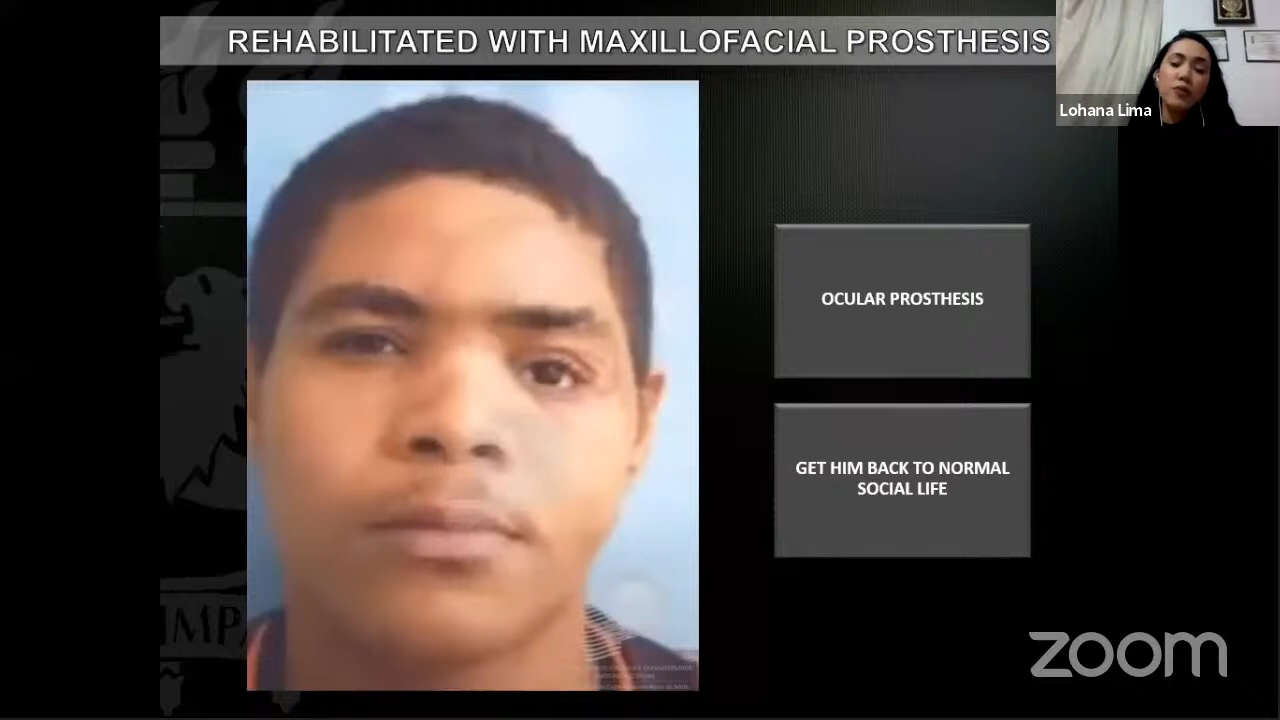 REHABILITATED WITH MAXILLOFACIAL PROSTHESIS
Lohana Lima
OCULAR PROSTHESIS
GET HIM BACK TO NORMAL
SOCIAL LIFE
zoom